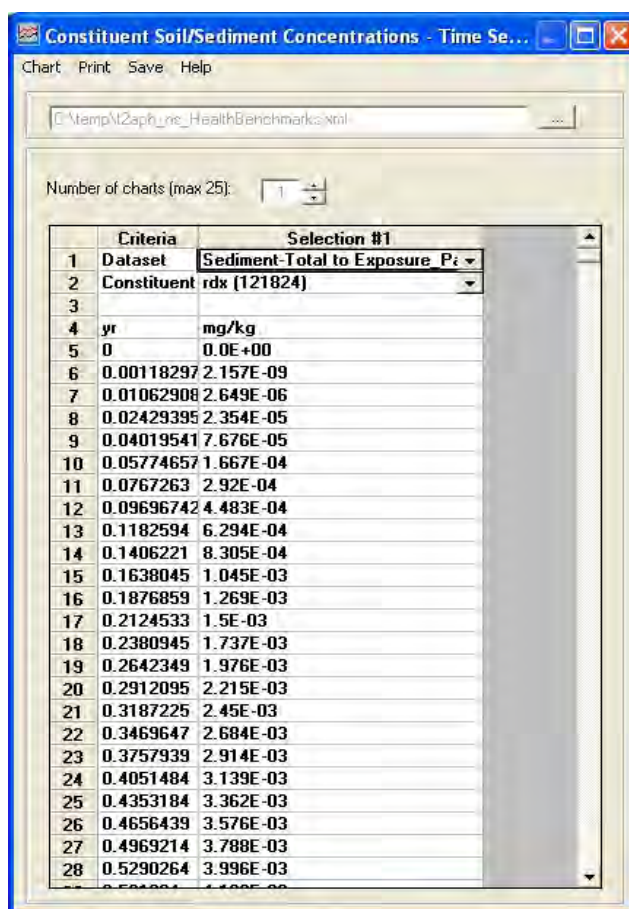 Constituent Soil/Sediment Concentrations - Time Se...
Chart Print Save Help
...
Number of charts (max 25): 1
Criteria Selection #1
1 Dataset Sediment-Total to Exposure_Pa
2 Constituent rdx (121824)
3
4 yr mg/kg
5 0 0.0E+00
6 0.00118297 2.157E-09
7 0.01062908 2.649E-06
8 0.02429395 2.354E-05
9 0.04019541 7.676E-05
10 0.05774657 1.667E-04
11 0.0767263 2.92E-04
12 0.09696742 4.483E-04
13 0.1182594 6.294E-04
14 0.1406221 8.305E-04
15 0.1638045 1.045E-03
16 0.1876859 1.269E-03
17 0.2124533 1.5E-03
18 0.2380945 1.737E-03
19 0.2642349 1.976E-03
20 0.2912095 2.215E-03
21 0.3187225 2.45E-03
22 0.3469647 2.684E-03
23 0.3757939 2.914E-03
24 0.4051484 3.139E-03
25 0.4353184 3.362E-03
26 0.4656439 3.576E-03
27 0.4969214 3.788E-03
28 0.5290264 3.996E-03